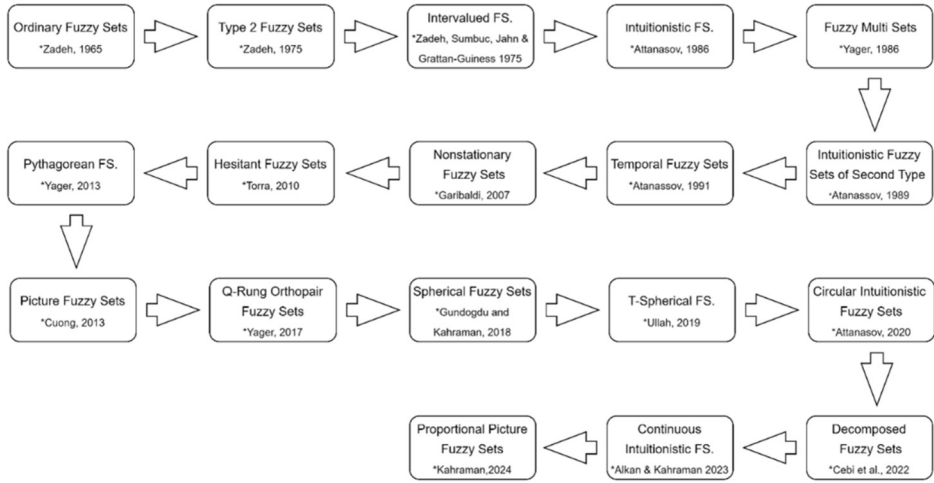 Ordinary Fuzzy Sets
*Zadeh, 1965
Type 2 Fuzzy Sets
*Zadeh, 1975
Intervalued FS.
*Zadeh, Sumbuc, Jahn &
Grattan-Guiness 1975
Intuitionistic FS.
*Attanasov, 1986
Fuzzy Multi Sets
*Yager, 1986
Intuitionistic Fuzzy
Sets of Second Type
*Atanassov, 1989
Temporal Fuzzy Sets
*Atanassov, 1991
Nonstationary
Fuzzy Sets
*Garibaldi, 2007
Hesitant Fuzzy Sets
*Torra, 2010
Pythagorean FS.
*Yager, 2013
Picture Fuzzy Sets
*Cuong, 2013
Q-Rung Orthopair
Fuzzy Sets
*Yager, 2017
Spherical Fuzzy Sets
*Gundogdu and
Kahraman, 2018
T-Spherical FS.
*Ullah, 2019
Circular Intuitionistic
Fuzzy Sets
*Attanasov, 2020
Decomposed
Fuzzy Sets
*Cebi et al., 2022
Continuous
Intuitionistic FS.
*Alkan & Kahraman 2023
Proportional Picture
Fuzzy Sets
*Kahraman,2024